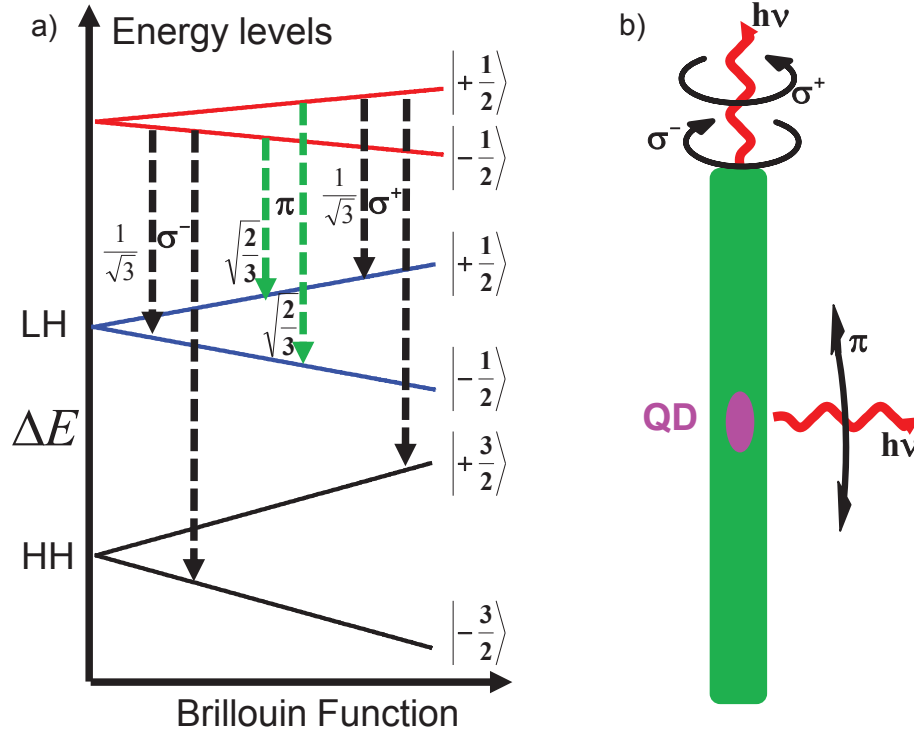 a)
Energy levels
|+1/2⟩
|−1/2⟩
1/√3
σ⁻
√2/3
π
√2/3
1/√3
σ⁺
|+1/2⟩
LH
|−1/2⟩
ΔE
|+3/2⟩
HH
|−3/2⟩
Brillouin Function
b)
hν
σ⁺
σ⁻
π
QD
hν